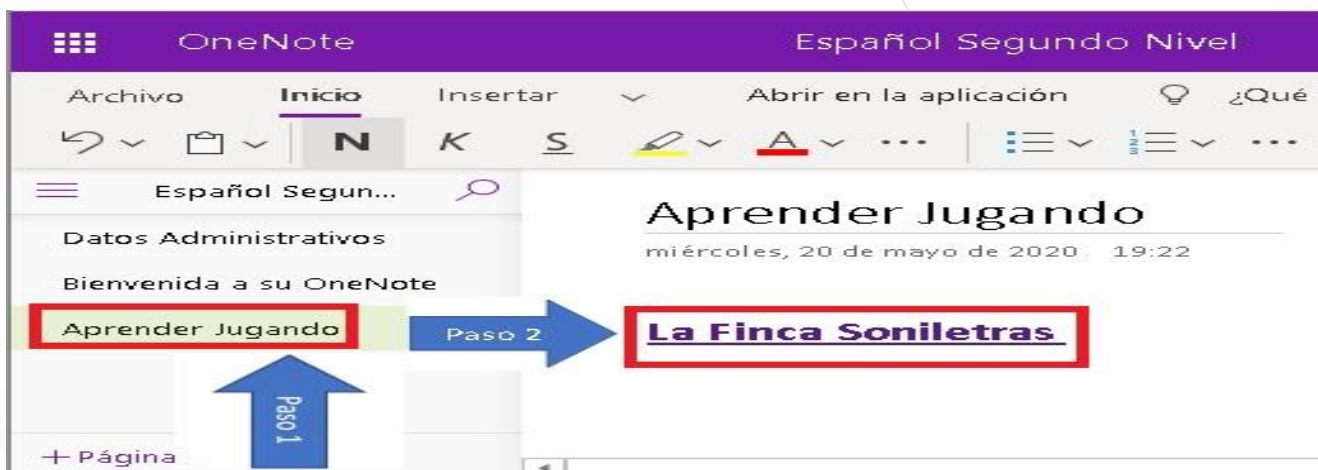 OneNote Español Segundo Nivel
Archivo Inicio Insertar Abrir en la aplicación ¿Qué
N K S A
Español Segun...
Datos Administrativos
Bienvenida a su OneNote
Aprender Jugando
+ Página
Paso 1
Paso 2
Aprender Jugando
miércoles, 20 de mayo de 2020 19:22
La Finca Soniletras